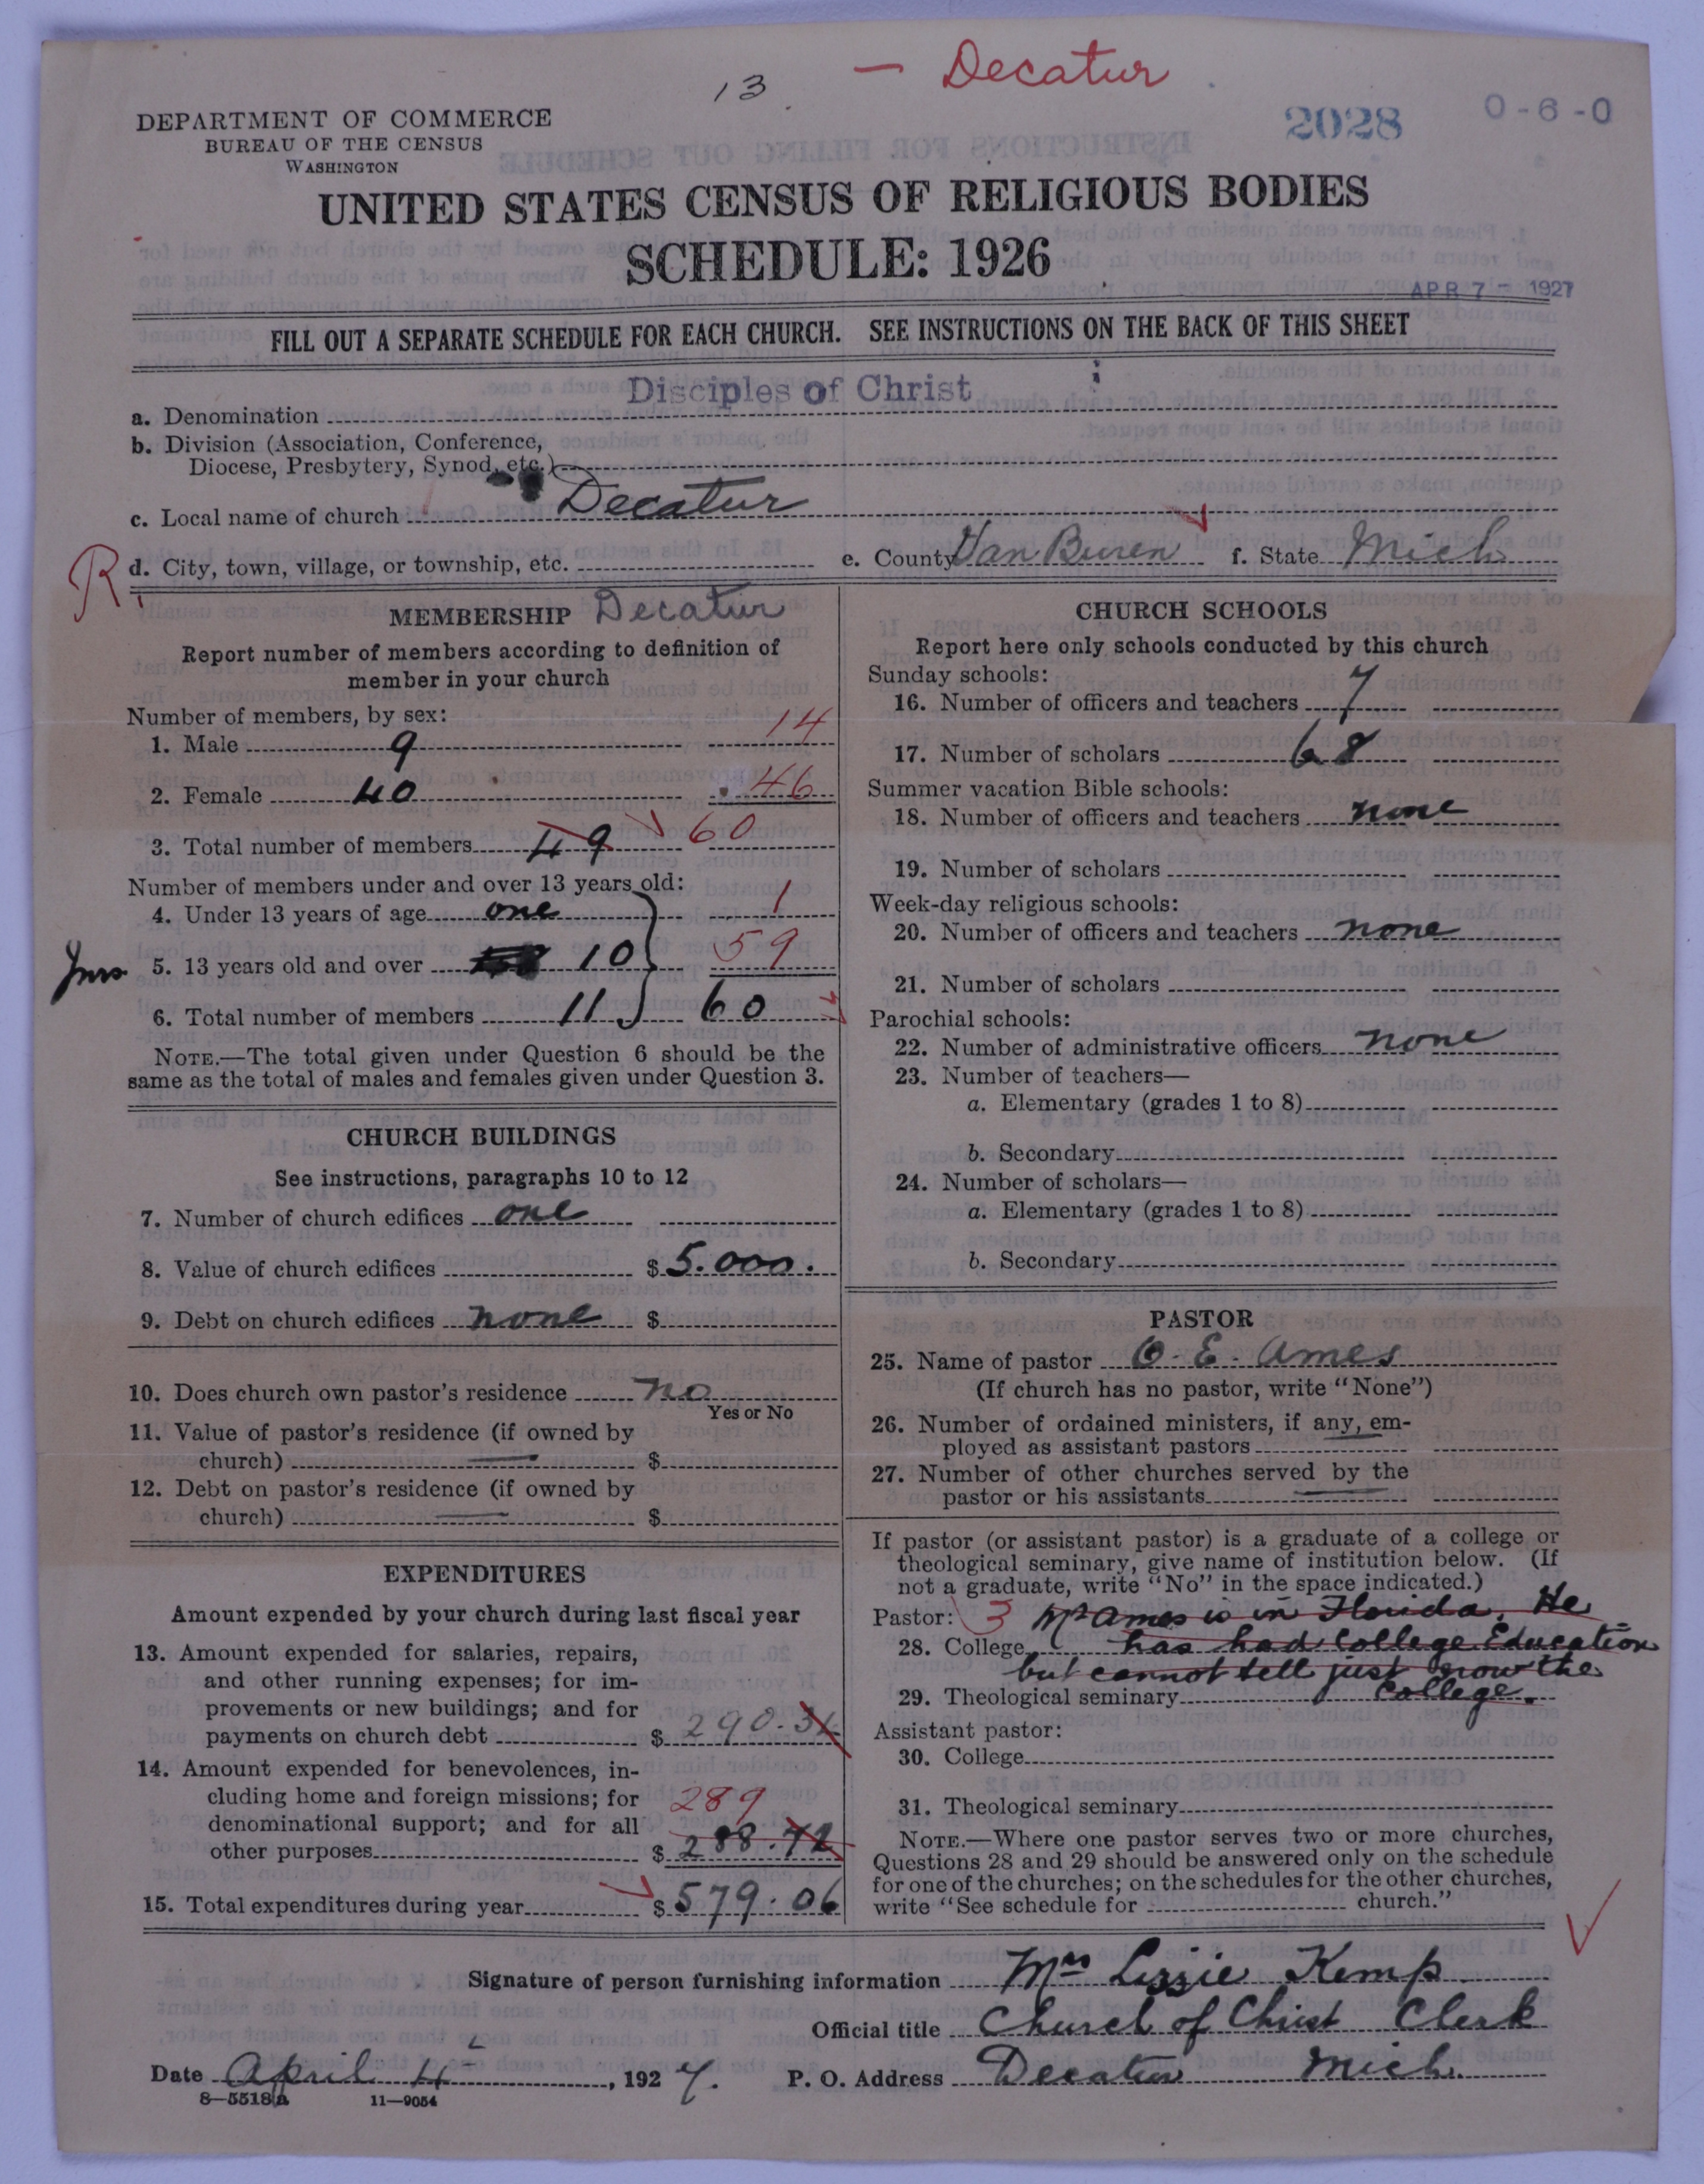 13 — Decatur
DEPARTMENT OF COMMERCE
BUREAU OF THE CENSUS
WASHINGTON
2028
0-6-0
UNITED STATES CENSUS OF RELIGIOUS BODIES
SCHEDULE: 1926
APR 7 - 1927
FILL OUT A SEPARATE SCHEDULE FOR EACH CHURCH. SEE INSTRUCTIONS ON THE BACK OF THIS SHEET
a. Denomination Disciples of Christ
b. Division (Association, Conference,
Diocese, Presbytery, Synod, etc.)
c. Local name of church Decatur
R d. City, town, village, or township, etc. e. County Van Buren f. State Mich
MEMBERSHIP Decatur
Report number of members according to definition of
member in your church
Number of members, by sex:
1. Male 9 14
2. Female 40 46
3. Total number of members 49 60
Number of members under and over 13 years old:
4. Under 13 years of age one 1
5. 13 years old and over 10 59
6. Total number of members 11 60
NOTE.—The total given under Question 6 should be the
same as the total of males and females given under Question 3.
CHURCH BUILDINGS
See instructions, paragraphs 10 to 12
7. Number of church edifices one
8. Value of church edifices $ 5.000.
9. Debt on church edifices none $
10. Does church own pastor's residence no
Yes or No
11. Value of pastor's residence (if owned by
church) — $
12. Debt on pastor's residence (if owned by
church) — $
EXPENDITURES
Amount expended by your church during last fiscal year
13. Amount expended for salaries, repairs,
and other running expenses; for im-
provements or new buildings; and for
payments on church debt $ 290.34
14. Amount expended for benevolences, in-
cluding home and foreign missions; for 289
denominational support; and for all
other purposes $ 288.72
15. Total expenditures during year $ 579.06
CHURCH SCHOOLS
Report here only schools conducted by this church
Sunday schools:
16. Number of officers and teachers 7
17. Number of scholars 68
Summer vacation Bible schools:
18. Number of officers and teachers none
19. Number of scholars
Week-day religious schools:
20. Number of officers and teachers none
21. Number of scholars
Parochial schools:
22. Number of administrative officers none
23. Number of teachers—
a. Elementary (grades 1 to 8)
b. Secondary
24. Number of scholars—
a. Elementary (grades 1 to 8)
b. Secondary
PASTOR
25. Name of pastor O. E. Ames
(If church has no pastor, write "None")
26. Number of ordained ministers, if any, em-
ployed as assistant pastors
27. Number of other churches served by the
pastor or his assistants
If pastor (or assistant pastor) is a graduate of a college or
theological seminary, give name of institution below. (If
not a graduate, write "No" in the space indicated.)
Pastor: 3 Mr Ames is in Florida. He
28. College has had College Education
but cannot tell just now the
29. Theological seminary College.
Assistant pastor:
30. College
31. Theological seminary
NOTE.—Where one pastor serves two or more churches,
Questions 28 and 29 should be answered only on the schedule
for one of the churches; on the schedules for the other churches,
write "See schedule for church."
Signature of person furnishing information Mrs Lizzie Kemp
Official title Church of Christ Clerk
Date April 4, 1927. P. O. Address Decatur Mich.
8-5518a 11-9054